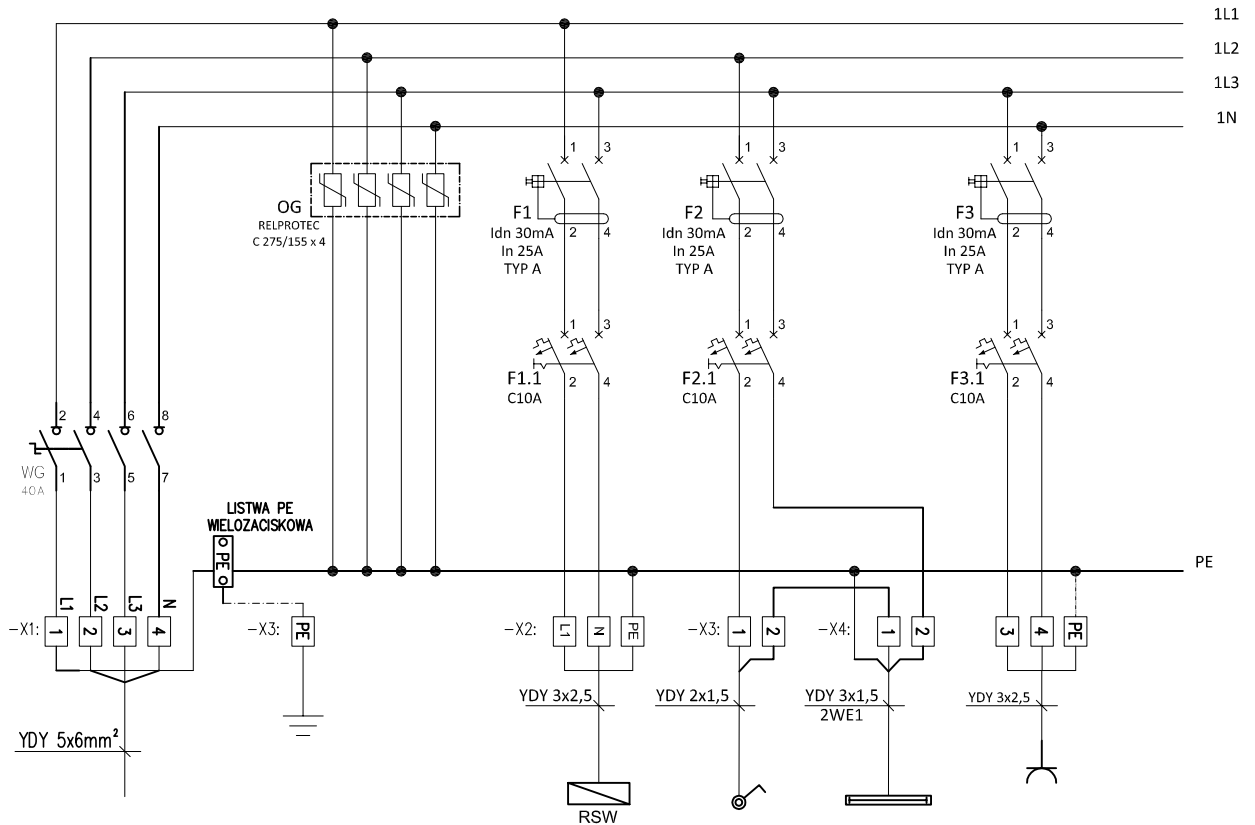 1L1
1L2
1L3
1N
1 3
1 3
1 3
OG
RELPROTEC
C 275/155 x 4
F1
2 4
Idn 30mA
In 25A
TYP A
F2
2 4
Idn 30mA
In 25A
TYP A
F3
2 4
Idn 30mA
In 25A
TYP A
1 3
1 3
1 3
F1.1
2 4
C10A
F2.1
2 4
C10A
F3.1
2 4
C10A
2 4 6 8
WG
40A
1 3 5 7
LISTWA PE
WIELOZACISKOWA
PE
PE
L1 L2 L3 N
-X1: 1 2 3 4
-X3: PE
-X2: L1 N PE
-X3: 1 2
-X4: 1 2
3 4 PE
YDY 5x6mm²
YDY 3x2,5
YDY 2x1,5
YDY 3x1,5
2WE1
YDY 3x2,5
RSW